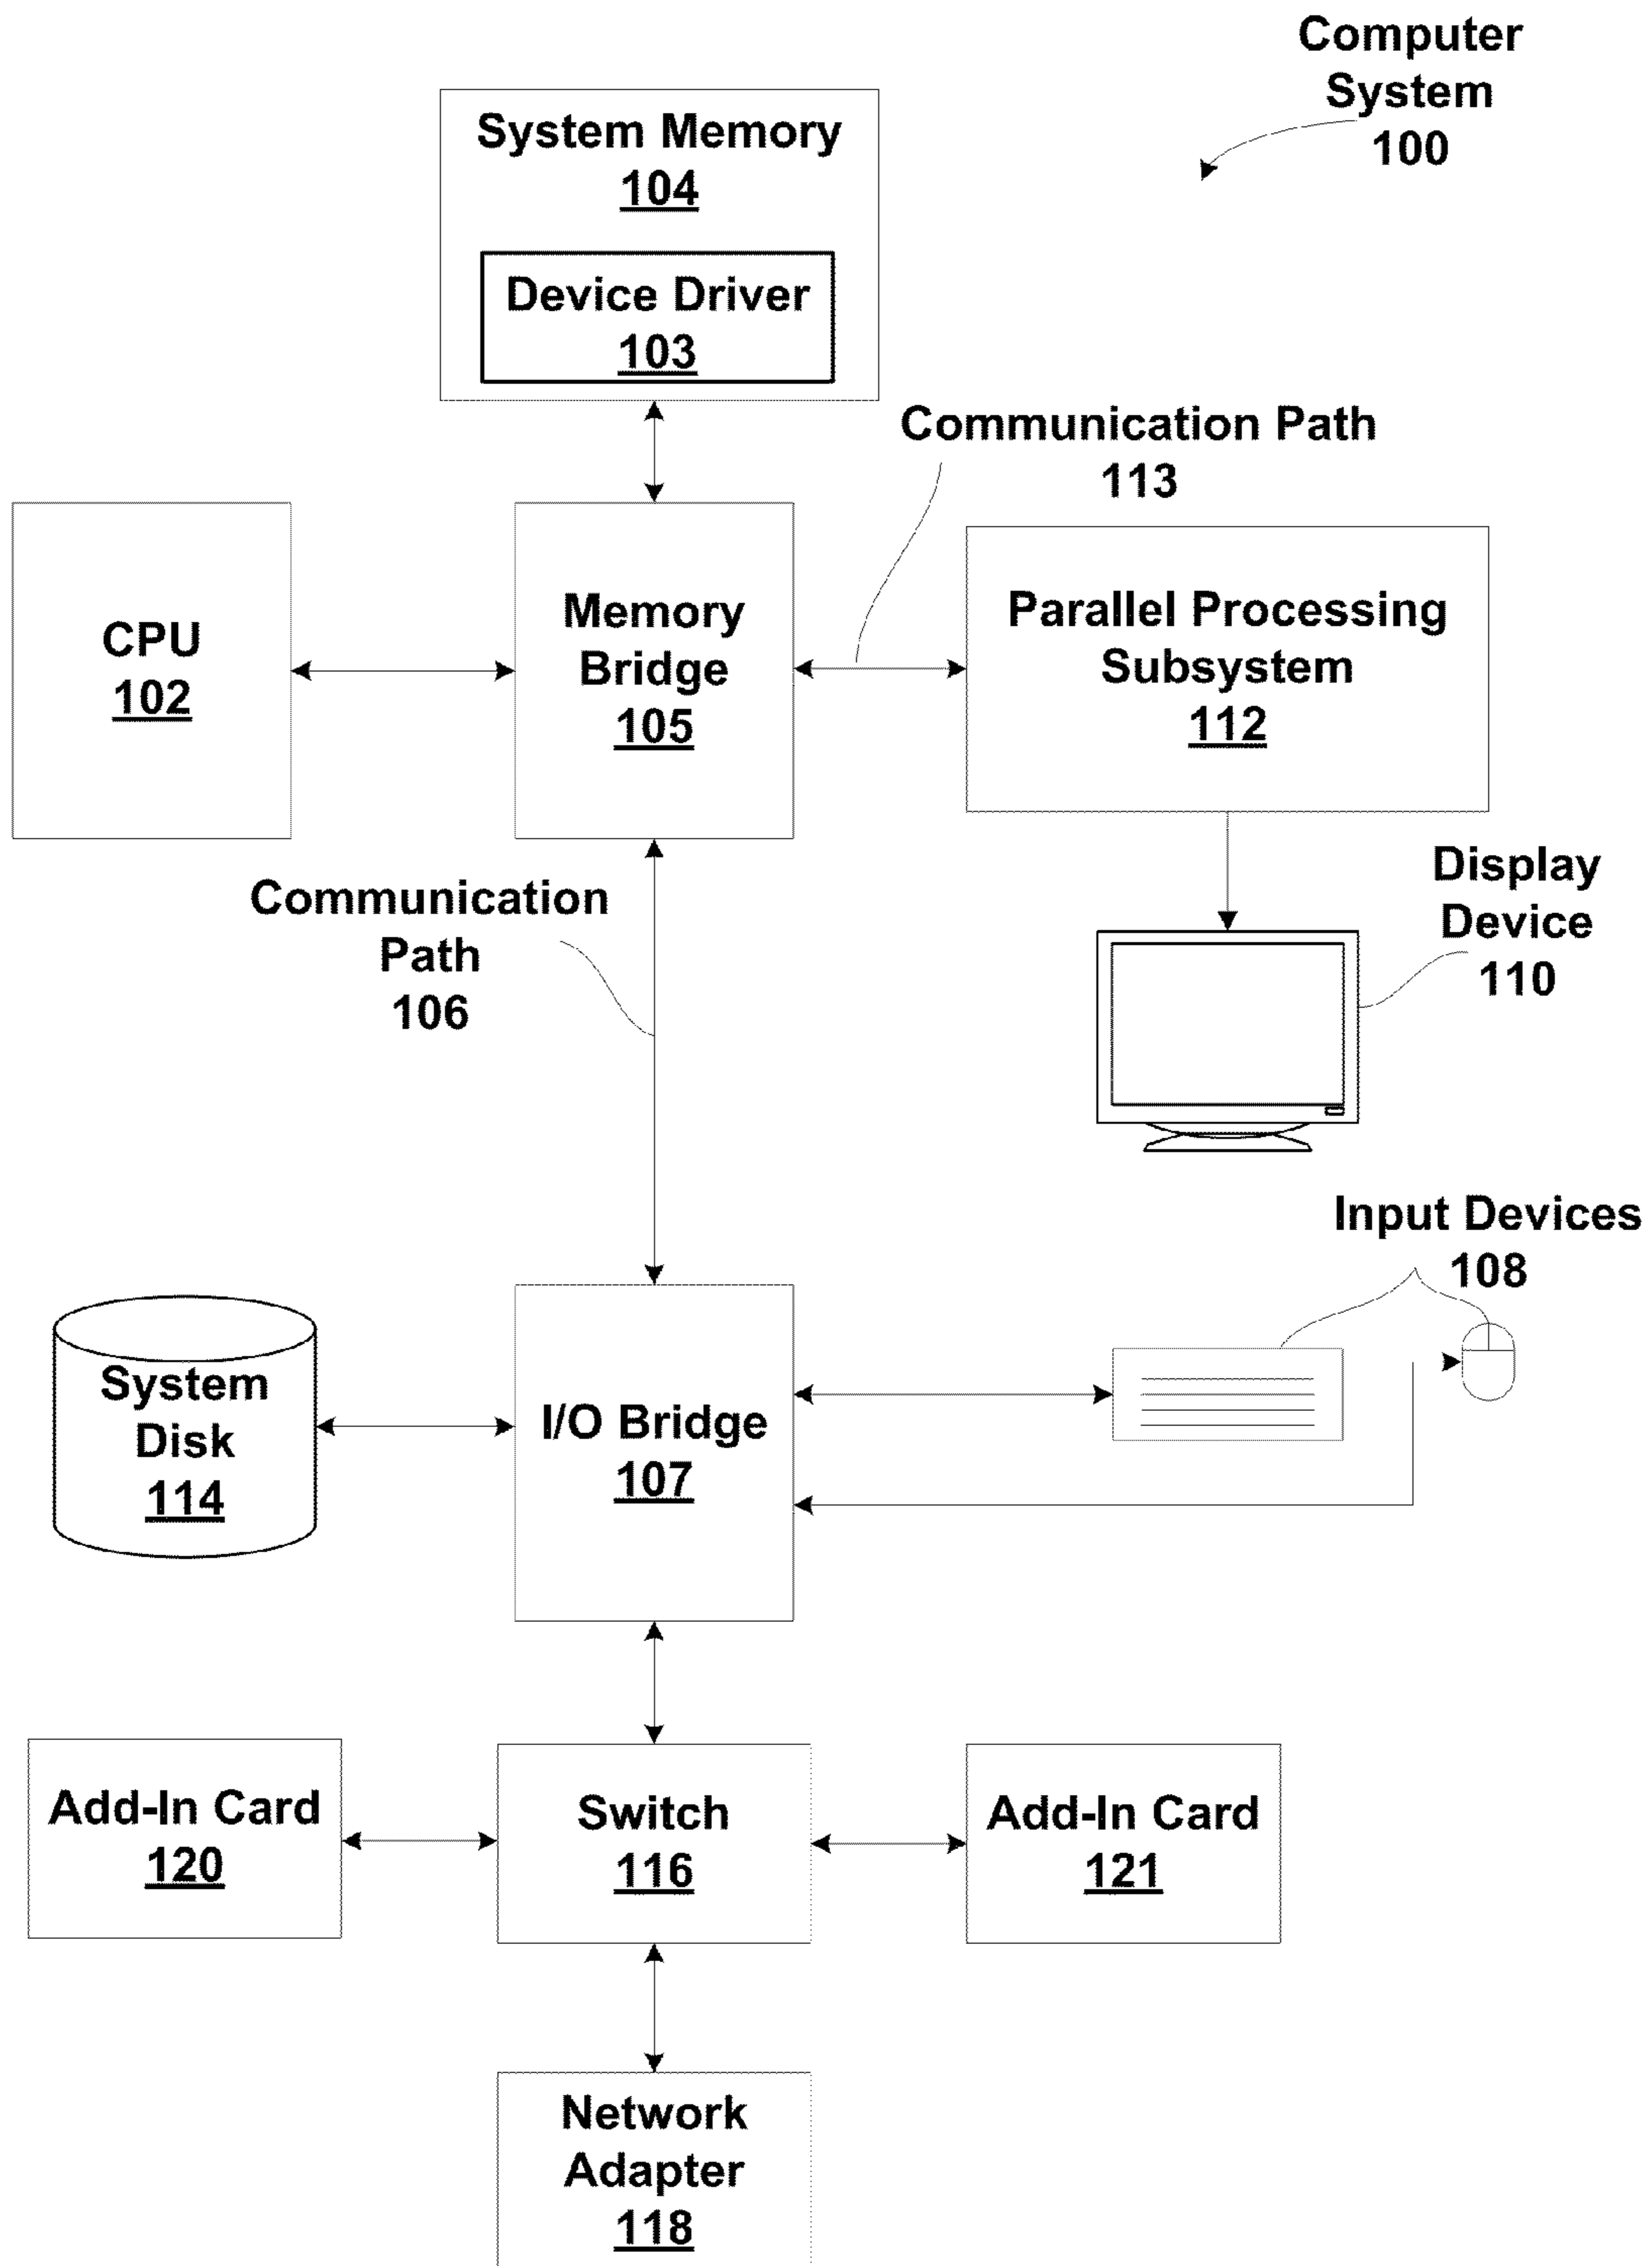 Computer
System
100
System Memory
104
Device Driver
103
Communication Path
113
CPU
102
Memory
Bridge
105
Parallel Processing
Subsystem
112
Communication
Path
106
Display
Device
110
Input Devices
108
System
Disk
114
I/O Bridge
107
Add-In Card
120
Switch
116
Add-In Card
121
Network
Adapter
118